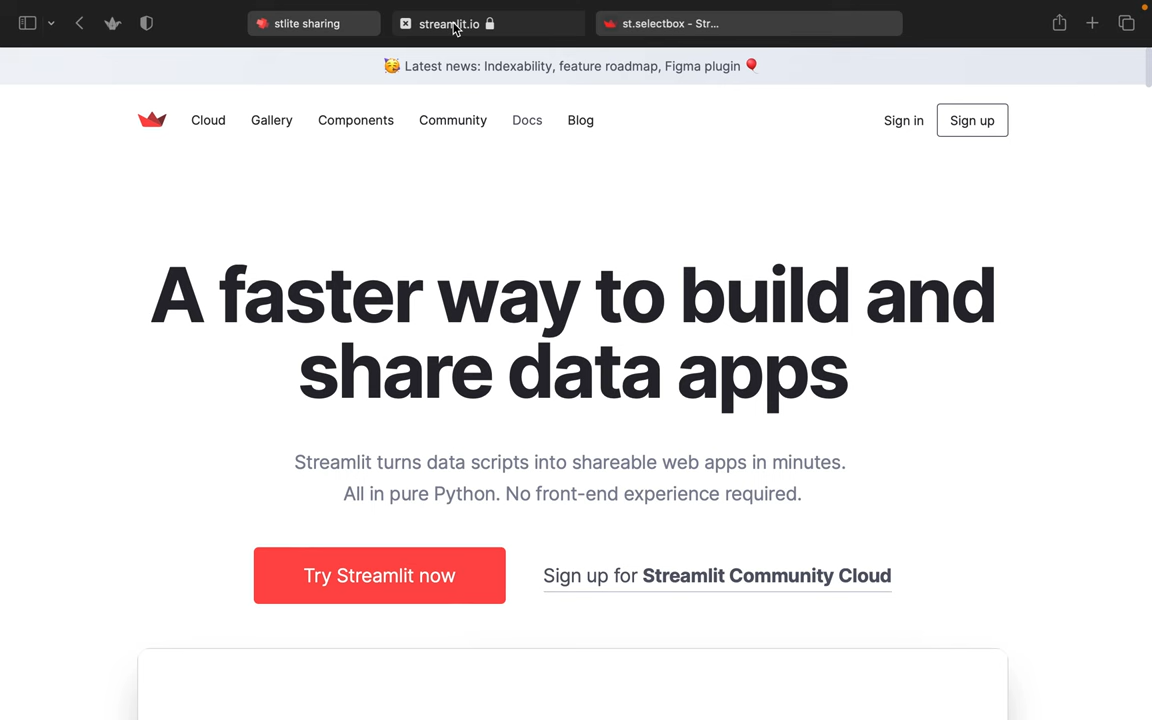 stlite sharing
streamlit.io
st.selectbox - Str...
🥳 Latest news: Indexability, feature roadmap, Figma plugin 🎈
Cloud Gallery Components Community Docs Blog Sign in Sign up
A faster way to build and
share data apps
Streamlit turns data scripts into shareable web apps in minutes.
All in pure Python. No front-end experience required.
Try Streamlit now
Sign up for Streamlit Community Cloud